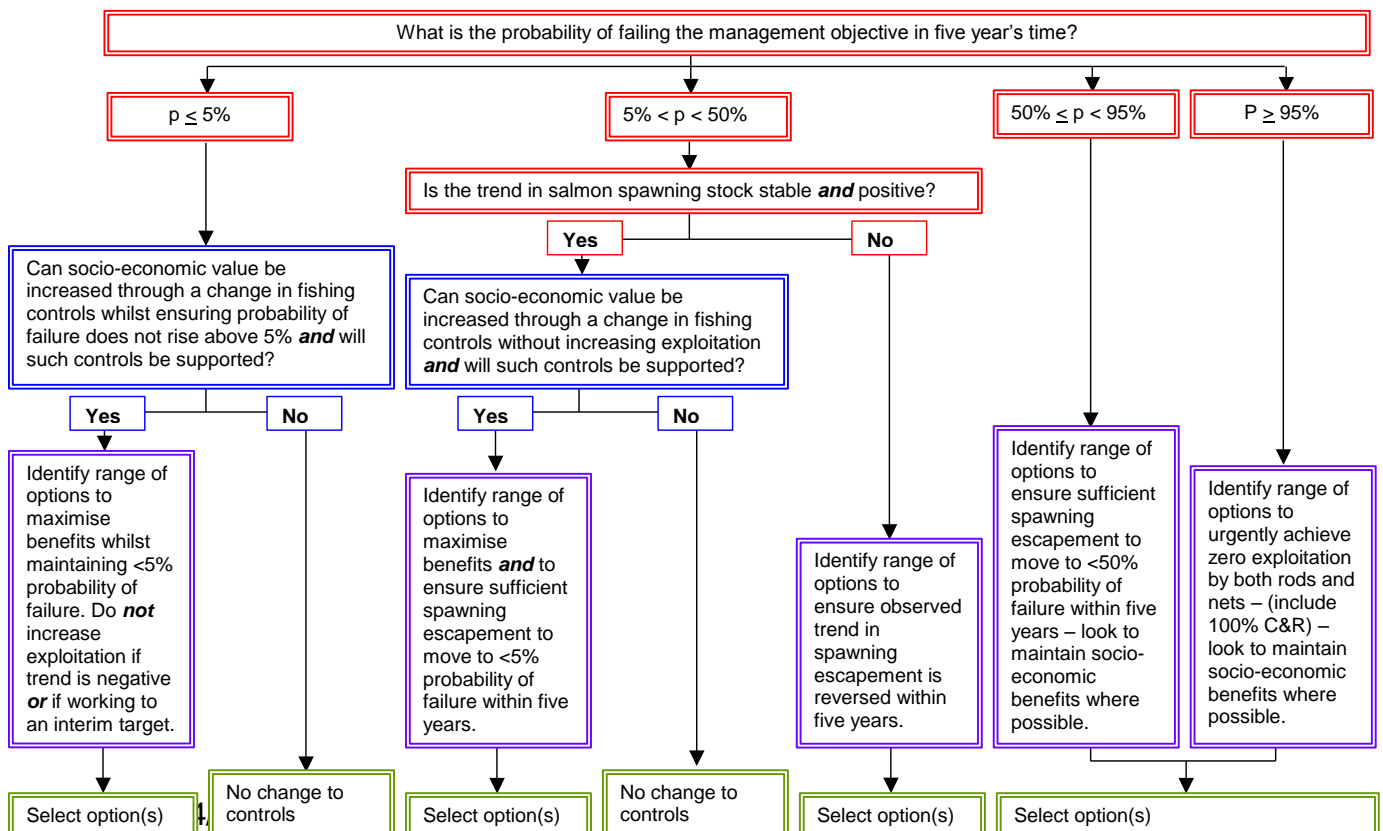 What is the probability of failing the management objective in five year's time?
p ≤ 5%
5% < p < 50%
50% ≤ p < 95%
P ≥ 95%
Is the trend in salmon spawning stock stable and positive?
Yes
No
Can socio-economic value be
increased through a change in fishing
controls whilst ensuring probability of
failure does not rise above 5% and will
such controls be supported?
Can socio-economic value be
increased through a change in fishing
controls without increasing exploitation
and will such controls be supported?
Yes
No
Yes
No
Identify range of
options to
maximise
benefits whilst
maintaining <5%
probability of
failure. Do not
increase
exploitation if
trend is negative
or if working to
an interim target.
Identify range of
options to
maximise
benefits and to
ensure sufficient
spawning
escapement to
move to <5%
probability of
failure within five
years.
Identify range of
options to
ensure observed
trend in
spawning
escapement is
reversed within
five years.
Identify range of
options to
ensure sufficient
spawning
escapement to
move to <50%
probability of
failure within five
years – look to
maintain socio-
economic
benefits where
possible.
Identify range of
options to
urgently achieve
zero exploitation
by both rods and
nets – (include
100% C&R) –
look to maintain
socio-economic
benefits where
possible.
Select option(s)
No change to
controls
Select option(s)
No change to
controls
Select option(s)
Select option(s)